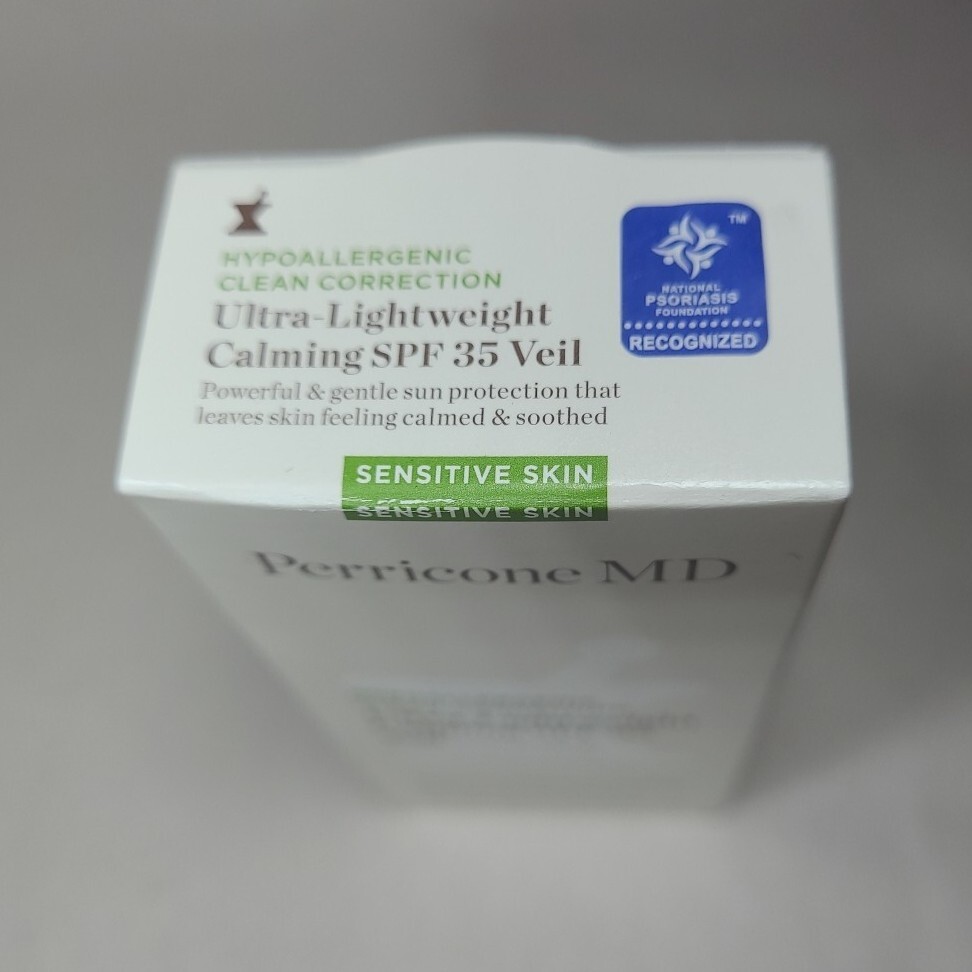 HYPOALLERGENIC
CLEAN CORRECTION
Ultra-Lightweight
Calming SPF 35 Veil
Powerful & gentle sun protection that
leaves skin feeling calmed & soothed
TM
NATIONAL
PSORIASIS
FOUNDATION
RECOGNIZED
SENSITIVE SKIN
SENSITIVE SKIN
Perricone MD